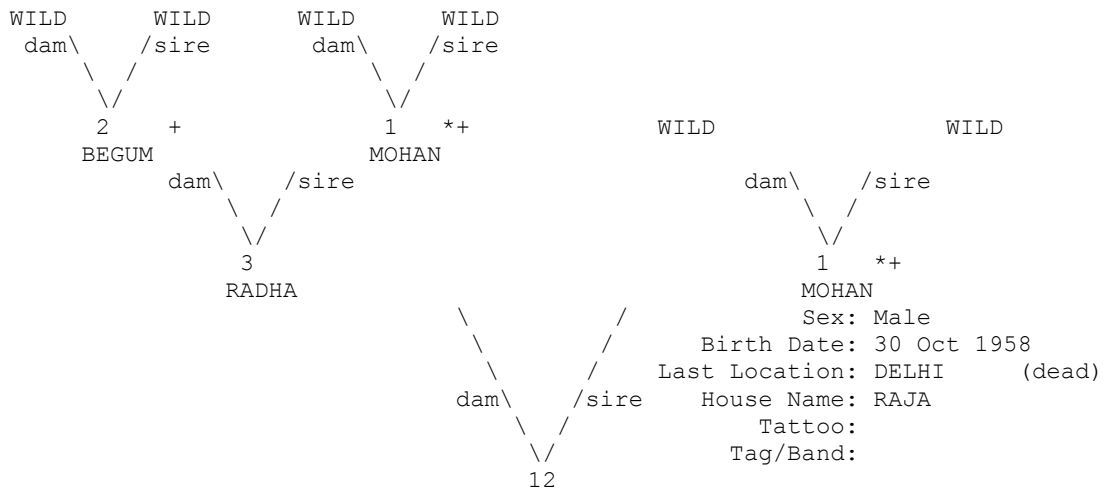 WILD WILD WILD WILD
dam\ /sire dam\ /sire
\ / \ /
\ / \ /
\/ \/
2 + 1 *+ WILD WILD
BEGUM MOHAN
dam\ /sire dam\ /sire
\ / \ /
\ / \ /
\/ \/
3 1 *+
RADHA MOHAN
\ / Sex: Male
\ / Birth Date: 30 Oct 1958
\ / Last Location: DELHI (dead)
dam\ /sire House Name: RAJA
\ / Tattoo:
\/ Tag/Band:
12